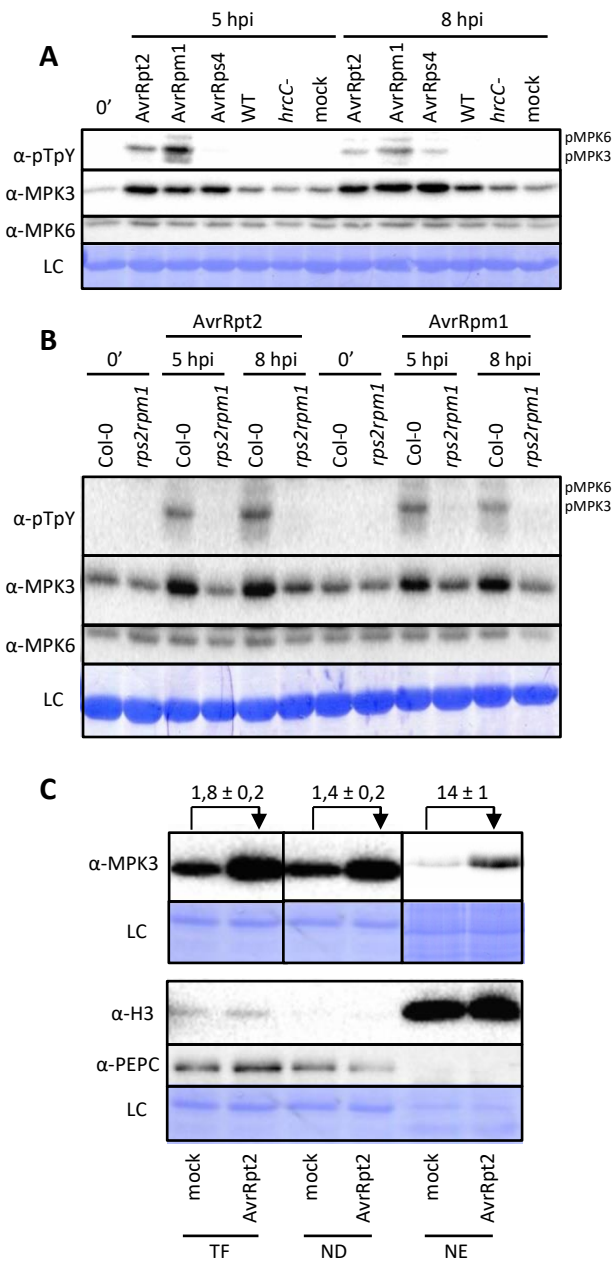 A
5 hpi
8 hpi
0’
AvrRpt2
AvrRpm1
AvrRps4
WT
hrcC-
mock
AvrRpt2
AvrRpm1
AvrRps4
WT
hrcC-
mock
α-pTpY
pMPK6
pMPK3
α-MPK3
α-MPK6
LC
B
AvrRpt2
AvrRpm1
0’
5 hpi
8 hpi
0’
5 hpi
8 hpi
Col-0
rps2rpm1
Col-0
rps2rpm1
Col-0
rps2rpm1
Col-0
rps2rpm1
Col-0
rps2rpm1
Col-0
rps2rpm1
α-pTpY
pMPK6
pMPK3
α-MPK3
α-MPK6
LC
C
1,8 ± 0,2
1,4 ± 0,2
14 ± 1
α-MPK3
LC
α-H3
α-PEPC
LC
mock
AvrRpt2
mock
AvrRpt2
mock
AvrRpt2
TF
ND
NE